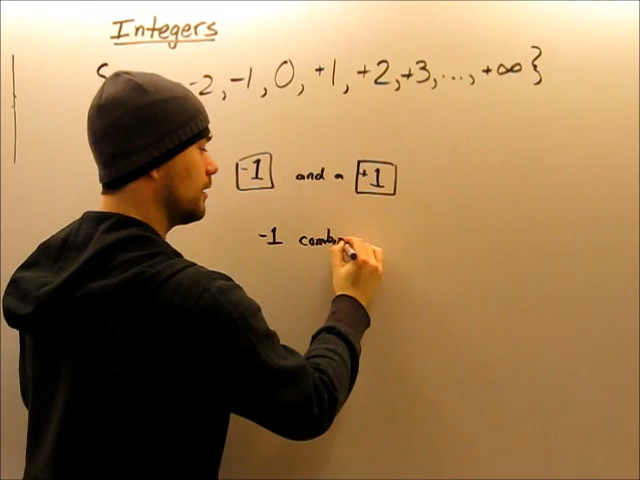 Integers
-2, -1, 0, +1, +2, +3, ..., +∞}
-1 and a +1
-1 comb